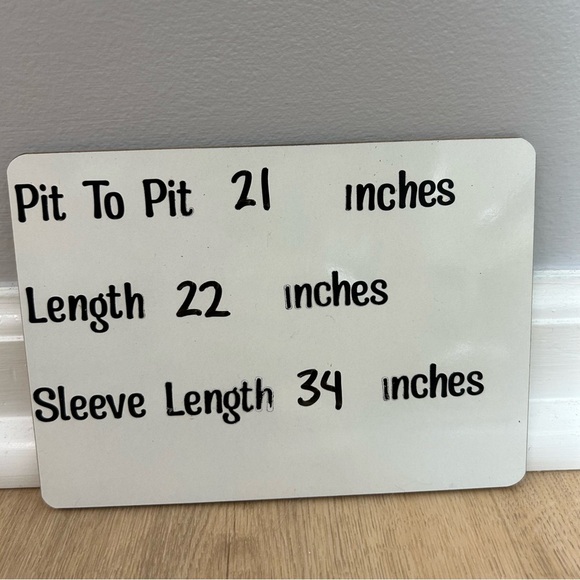 Pit To Pit 21 inches
Length 22 inches
Sleeve Length 34 inches